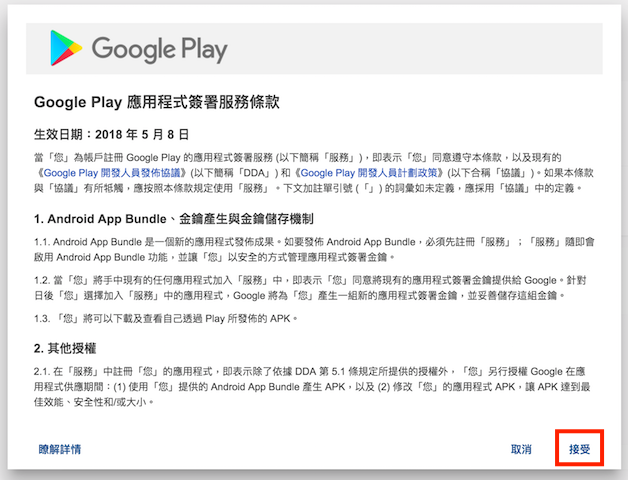 Google Play
Google Play 應用程式簽署服務條款
生效日期：2018 年 5 月 8 日
當「您」為帳戶註冊 Google Play 的應用程式簽署服務 (以下簡稱「服務」)，即表示「您」同意遵守本條款，以及現有的
《Google Play 開發人員發佈協議》(以下簡稱「DDA」) 和《Google Play 開發人員計劃政策》(以下合稱「協議」)。如果本條款
與「協議」有所牴觸，應按照本條款規定使用「服務」。下文加註單引號 (「」) 的詞彙如未定義，應採用「協議」中的定義。
1. Android App Bundle、金鑰產生與金鑰儲存機制
1.1. Android App Bundle 是一個新的應用程式發佈成果。如要發佈 Android App Bundle，必須先註冊「服務」；「服務」隨即會
啟用 Android App Bundle 功能，並讓「您」以安全的方式管理應用程式簽署金鑰。
1.2. 當「您」將手中現有的任何應用程式加入「服務」中，即表示「您」同意將現有的應用程式簽署金鑰提供給 Google。針對
日後「您」選擇加入「服務」中的應用程式，Google 將為「您」產生一組新的應用程式簽署金鑰，並妥善儲存這組金鑰。
1.3. 「您」將可以下載及查看自己透過 Play 所發佈的 APK。
2. 其他授權
2.1. 在「服務」中註冊「您」的應用程式，即表示除了依據 DDA 第 5.1 條規定所提供的授權外，「您」另行授權 Google 在應
用程式供應期間：(1) 使用「您」提供的 Android App Bundle 產生 APK，以及 (2) 修改「您」的應用程式 APK，讓 APK 達到最
佳效能、安全性和/或大小。
瞭解詳情
取消
接受